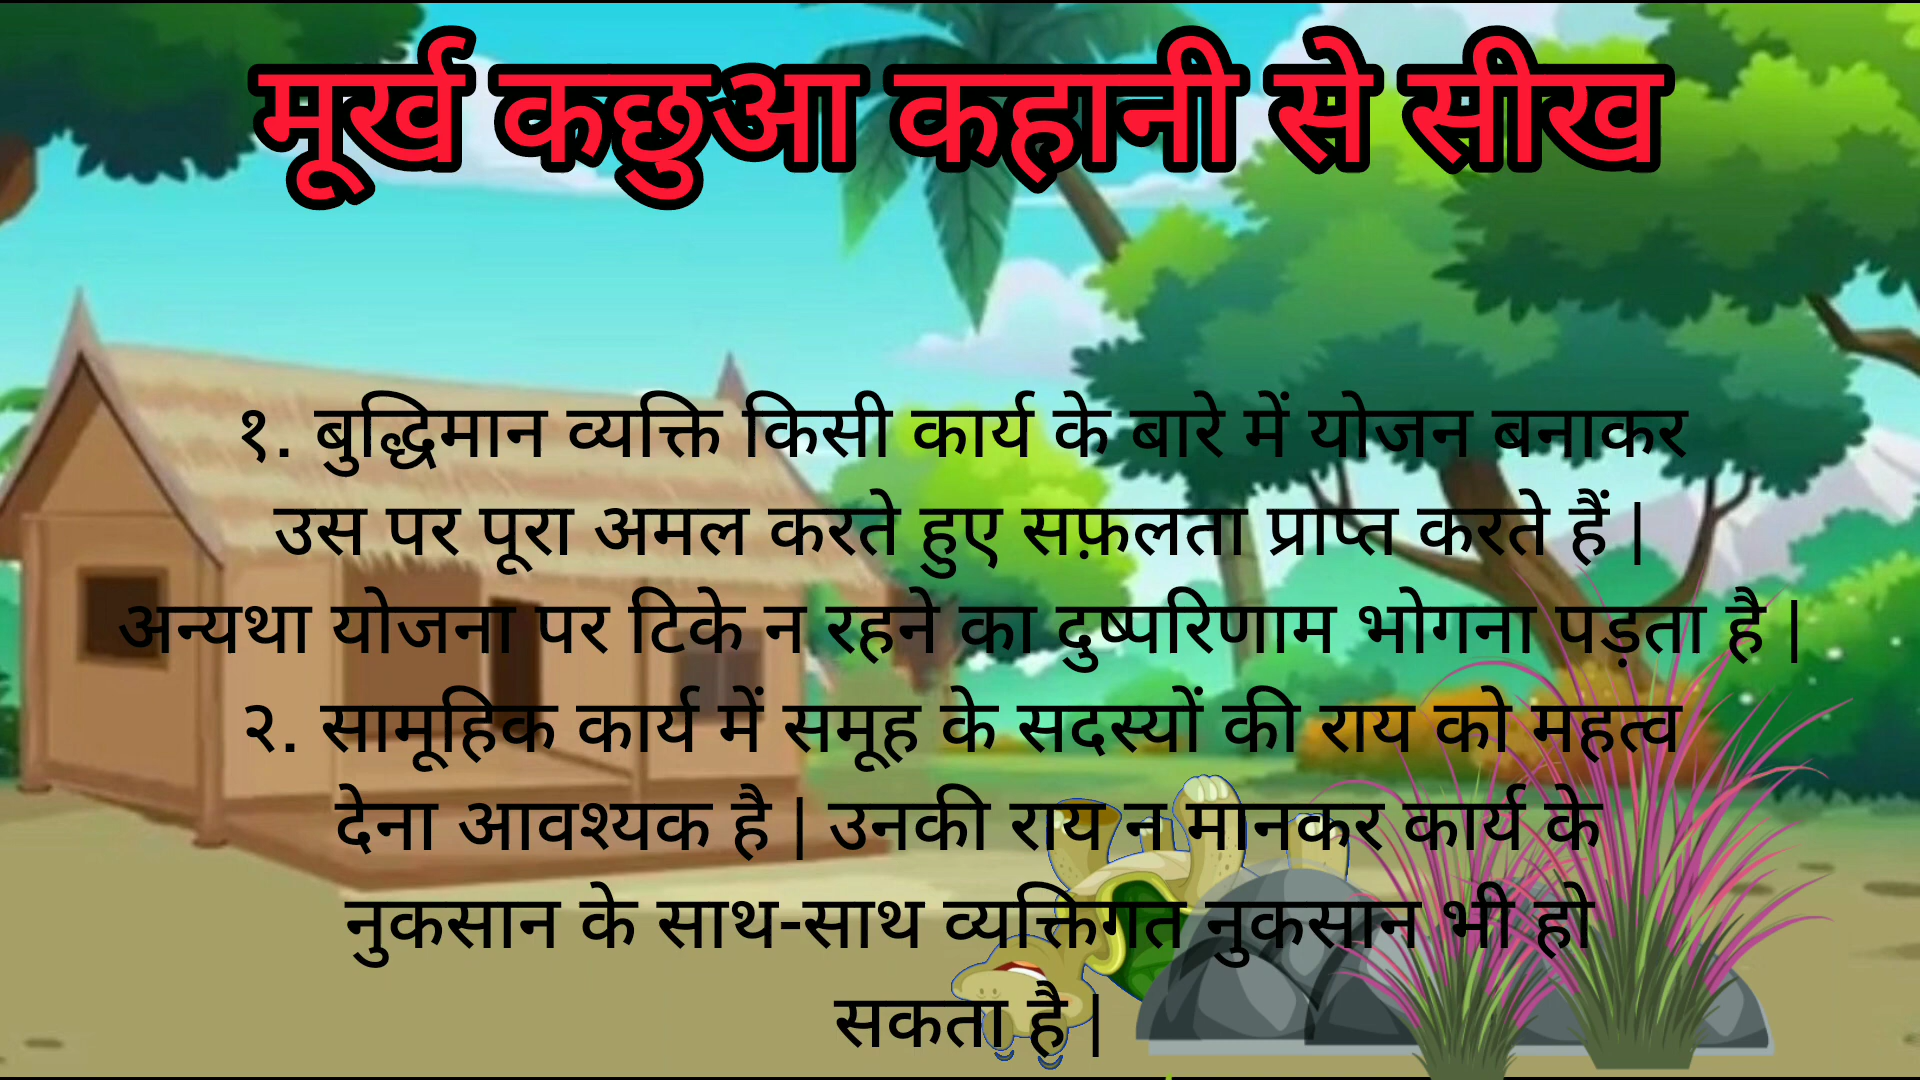 मूर्ख कछुआ कहानी से सीख
१. बुद्धिमान व्यक्ति किसी कार्य के बारे में योजन बनाकर
उस पर पूरा अमल करते हुए सफ़लता प्राप्त करते हैं |
अन्यथा योजना पर टिके न रहने का दुष्परिणाम भोगना पड़ता है |
२. सामूहिक कार्य में समूह के सदस्यों की राय को महत्व
देना आवश्यक है | उनकी राय न मानकर कार्य के
नुकसान के साथ-साथ व्यक्तिगत नुकसान भी हो
सकता है |